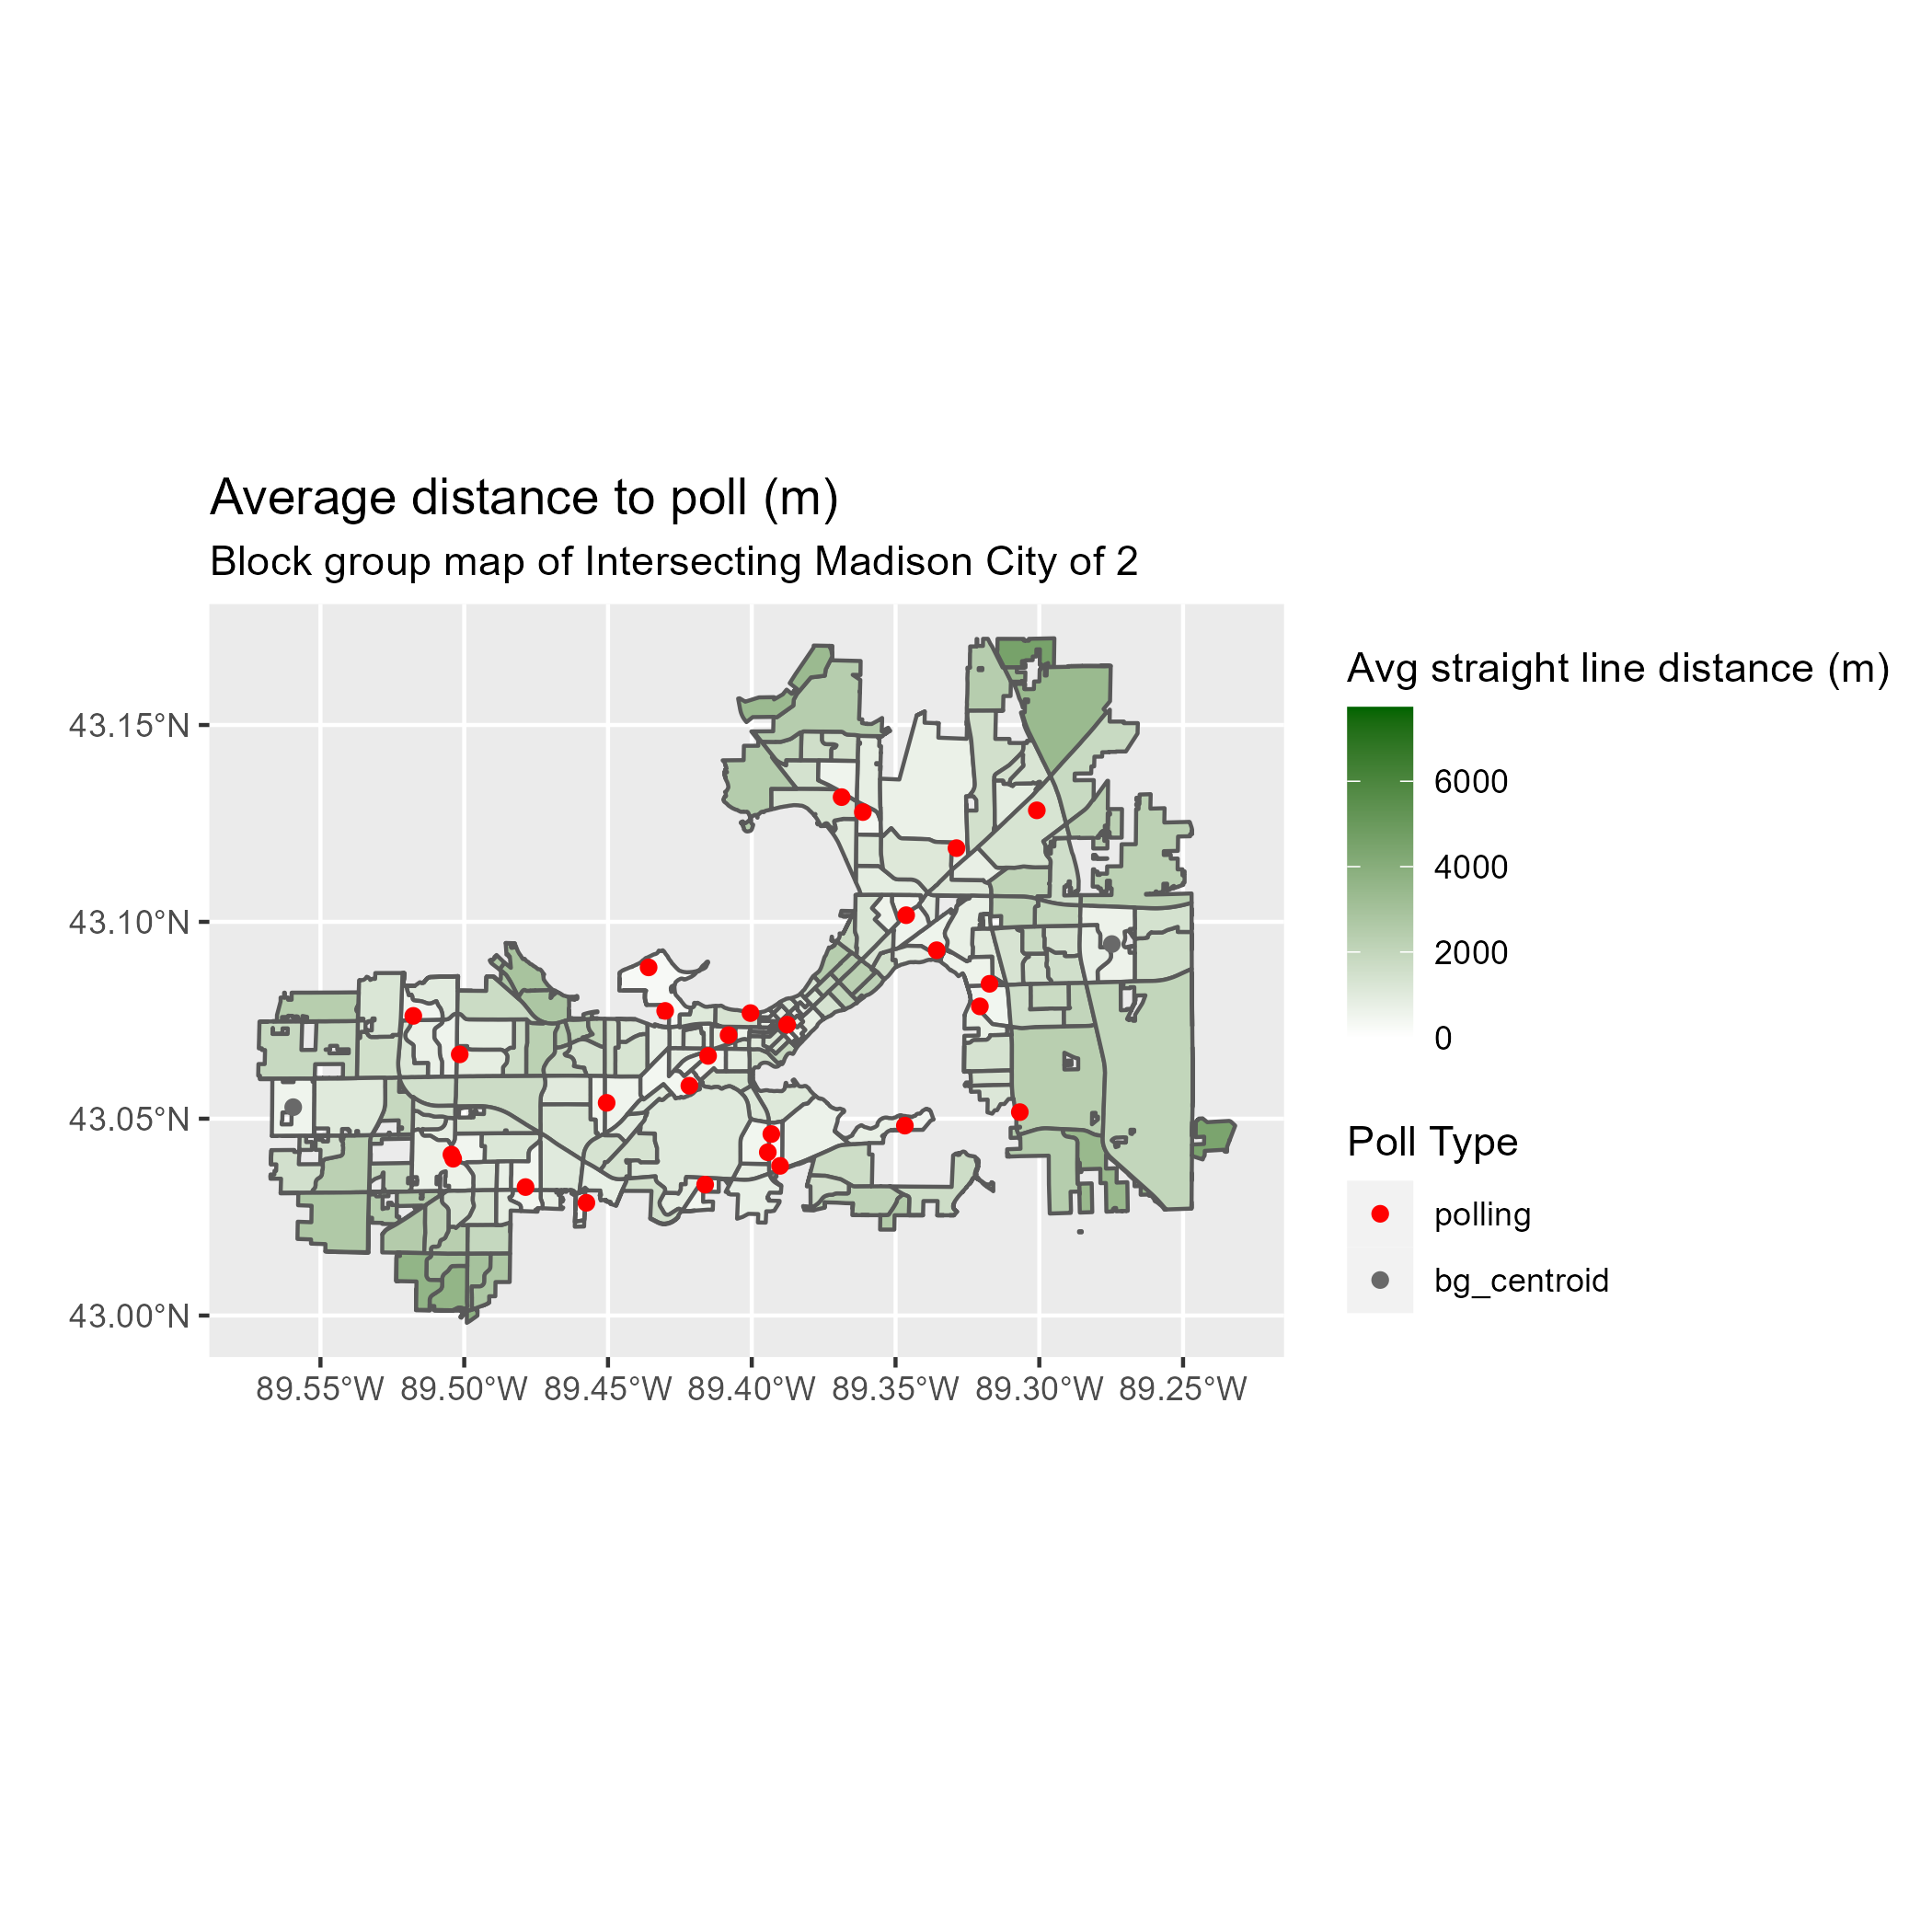 Average distance to poll (m)
Block group map of Intersecting Madison City of 2
43.15°N
43.10°N
43.05°N
43.00°N
89.55°W 89.50°W 89.45°W 89.40°W 89.35°W 89.30°W 89.25°W
Avg straight line distance (m)
6000
4000
2000
0
Poll Type
polling
bg_centroid